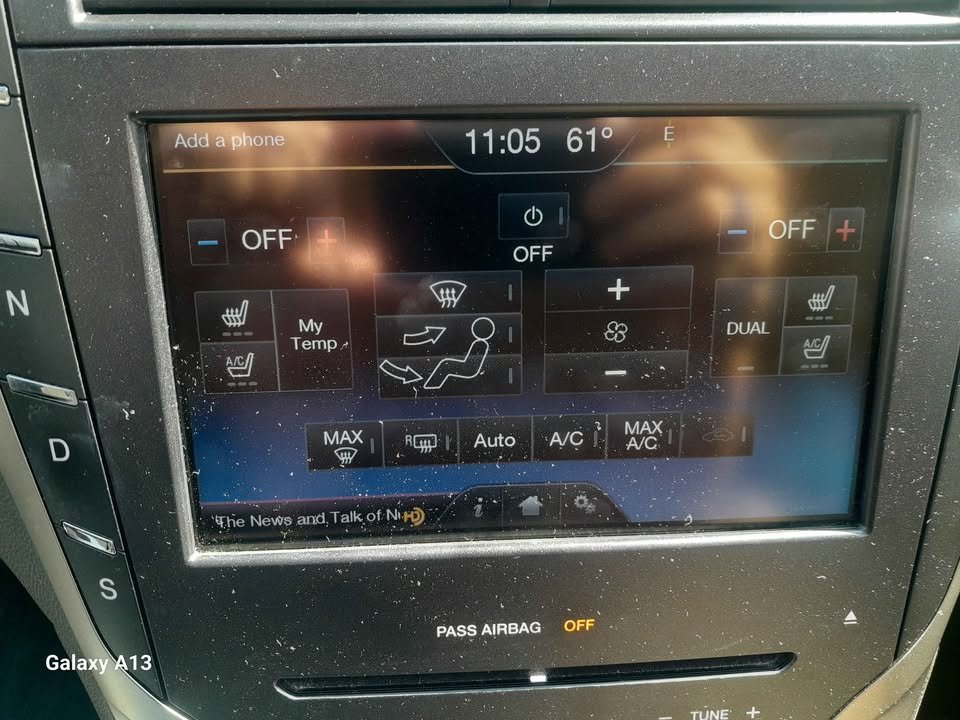 Add a phone
11:05 61° E
OFF
OFF
OFF
N
My
Temp
A/C
DUAL
A/C
D
MAX
R
Auto
A/C
MAX
A/C
The News and Talk of
HD
i
S
PASS AIRBAG OFF
Galaxy A13
− TUNE +